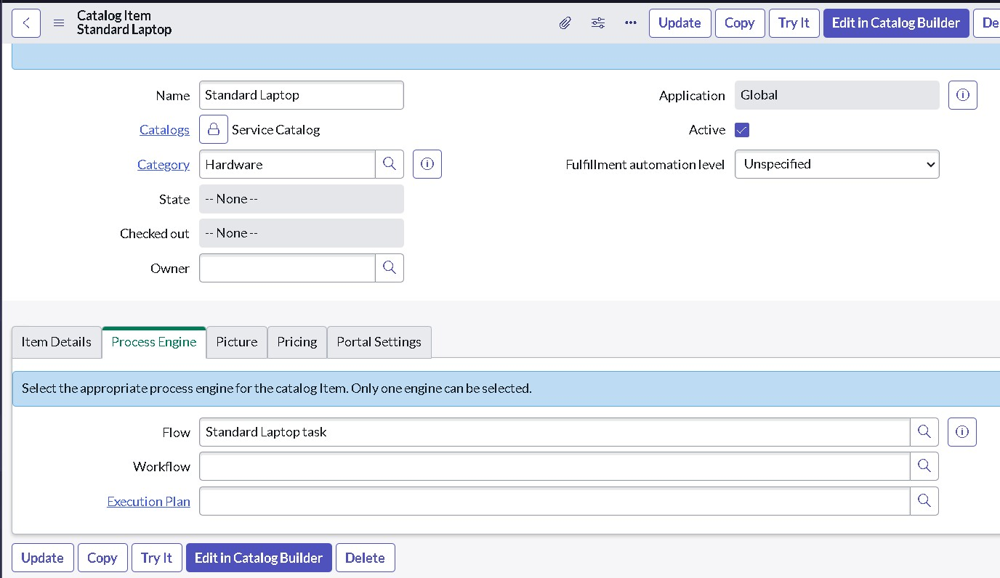 Catalog Item
Standard Laptop
Update Copy Try It Edit in Catalog Builder De
Name Standard Laptop Application Global
Catalogs Service Catalog Active
Category Hardware Fulfillment automation level Unspecified
State -- None --
Checked out -- None --
Owner
Item Details Process Engine Picture Pricing Portal Settings
Select the appropriate process engine for the catalog Item. Only one engine can be selected.
Flow Standard Laptop task
Workflow
Execution Plan
Update Copy Try It Edit in Catalog Builder Delete